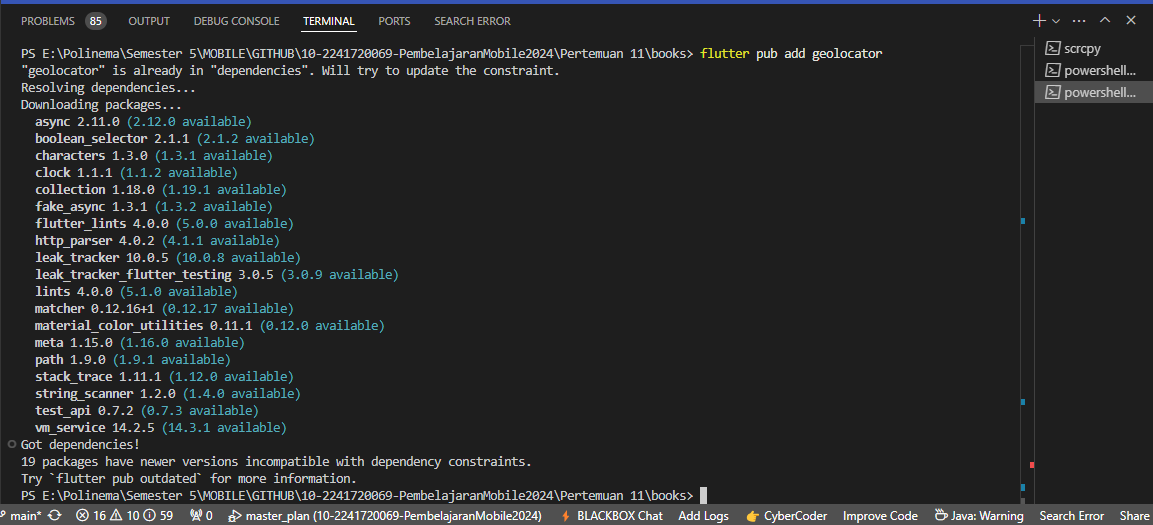 PROBLEMS 85 OUTPUT DEBUG CONSOLE TERMINAL PORTS SEARCH ERROR
PS E:\Polinema\Semester 5\MOBILE\GITHUB\10-2241720069-PembelajaranMobile2024\Pertemuan 11\books> flutter pub add geolocator
"geolocator" is already in "dependencies". Will try to update the constraint.
Resolving dependencies...
Downloading packages...
async 2.11.0 (2.12.0 available)
boolean_selector 2.1.1 (2.1.2 available)
characters 1.3.0 (1.3.1 available)
clock 1.1.1 (1.1.2 available)
collection 1.18.0 (1.19.1 available)
fake_async 1.3.1 (1.3.2 available)
flutter_lints 4.0.0 (5.0.0 available)
http_parser 4.0.2 (4.1.1 available)
leak_tracker 10.0.5 (10.0.8 available)
leak_tracker_flutter_testing 3.0.5 (3.0.9 available)
lints 4.0.0 (5.1.0 available)
matcher 0.12.16+1 (0.12.17 available)
material_color_utilities 0.11.1 (0.12.0 available)
meta 1.15.0 (1.16.0 available)
path 1.9.0 (1.9.1 available)
stack_trace 1.11.1 (1.12.0 available)
string_scanner 1.2.0 (1.4.0 available)
test_api 0.7.2 (0.7.3 available)
vm_service 14.2.5 (14.3.1 available)
Got dependencies!
19 packages have newer versions incompatible with dependency constraints.
Try `flutter pub outdated` for more information.
PS E:\Polinema\Semester 5\MOBILE\GITHUB\10-2241720069-PembelajaranMobile2024\Pertemuan 11\books>
scrcpy
powershell...
powershell...
main* 16 10 59 0 master_plan (10-2241720069-PembelajaranMobile2024) BLACKBOX Chat Add Logs CyberCoder Improve Code Java: Warning Search Error Share